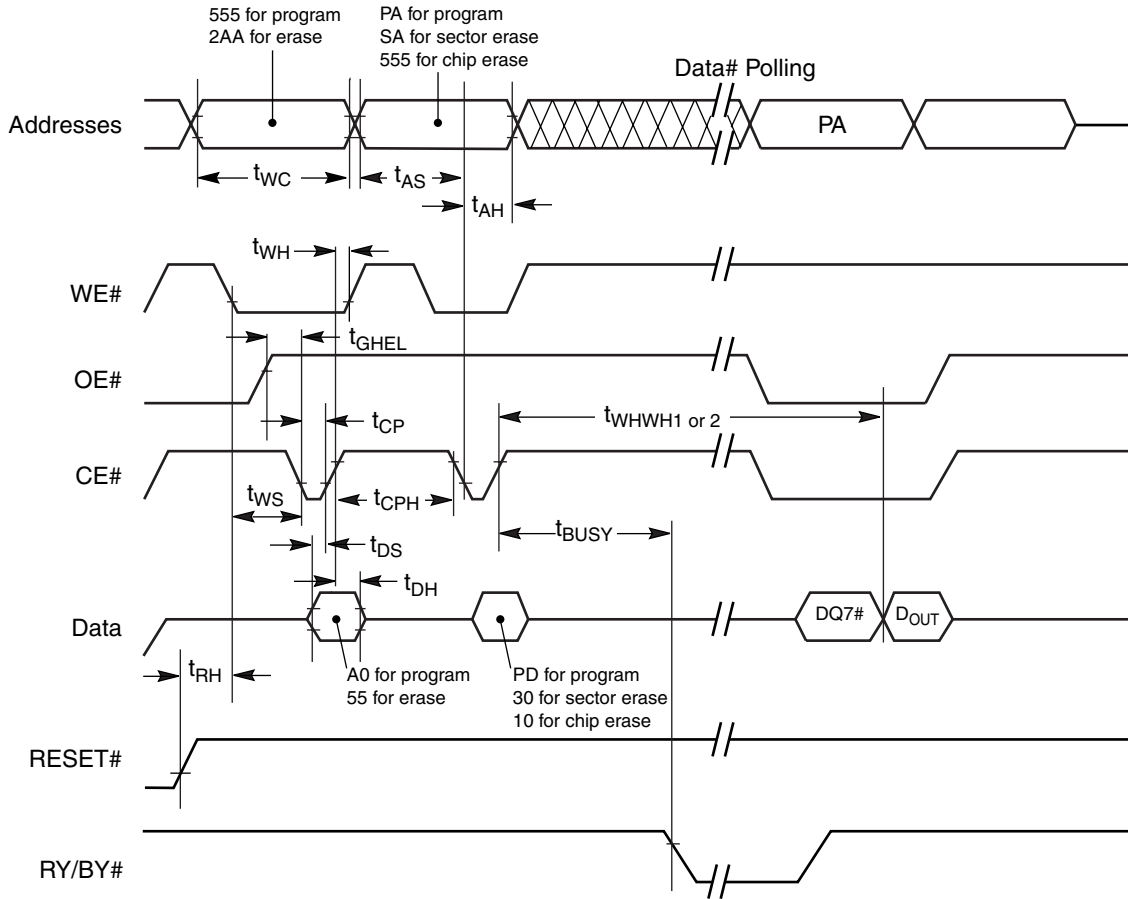 555 for program
2AA for erase
PA for program
SA for sector erase
555 for chip erase
Data# Polling
Addresses
PA
tWC
tAS
tAH
tWH
WE#
tGHEL
OE#
tWHWH1 or 2
tCP
CE#
tWS
tCPH
tBUSY
tDS
tDH
Data
DQ7#
DOUT
tRH
A0 for program
55 for erase
PD for program
30 for sector erase
10 for chip erase
RESET#
RY/BY#